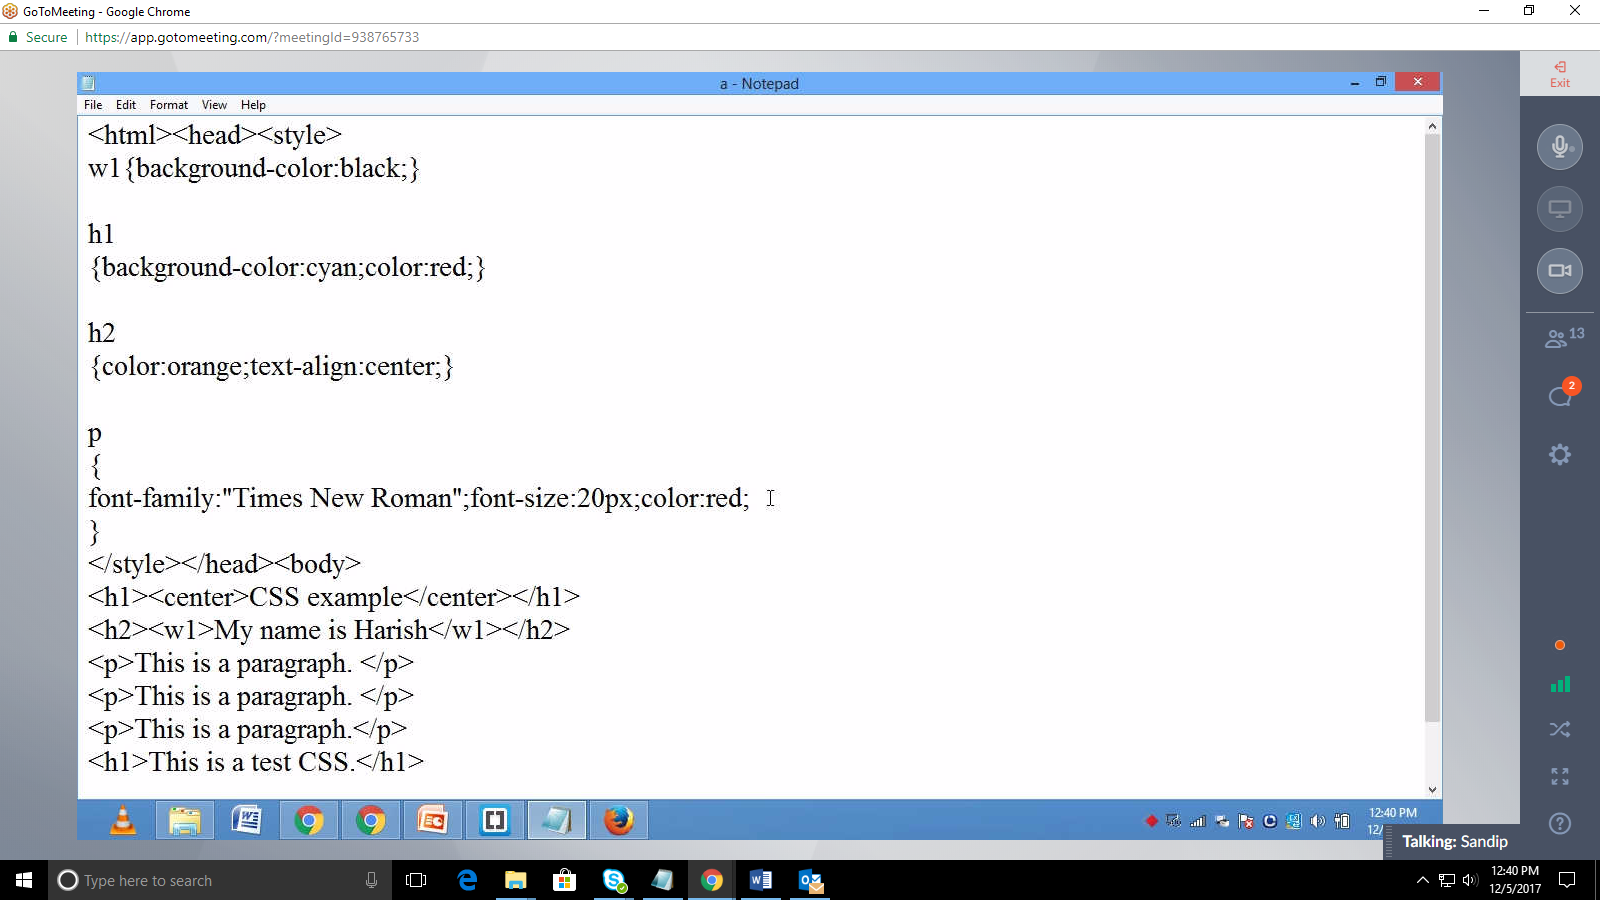 GoToMeeting - Google Chrome
Secure https://app.gotomeeting.com/?meetingId=938765733
Exit
a - Notepad
File Edit Format View Help
<html><head><style>
w1{background-color:black;}
h1
{background-color:cyan;color:red;}
h2
{color:orange;text-align:center;}
p
{
font-family:"Times New Roman";font-size:20px;color:red;
}
</style></head><body>
<h1><center>CSS example</center></h1>
<h2><w1>My name is Harish</w1></h2>
<p>This is a paragraph. </p>
<p>This is a paragraph. </p>
<p>This is a paragraph.</p>
<h1>This is a test CSS.</h1>
13
2
12:40 PM
12/
Talking: Sandip
Type here to search
12:40 PM
12/5/2017